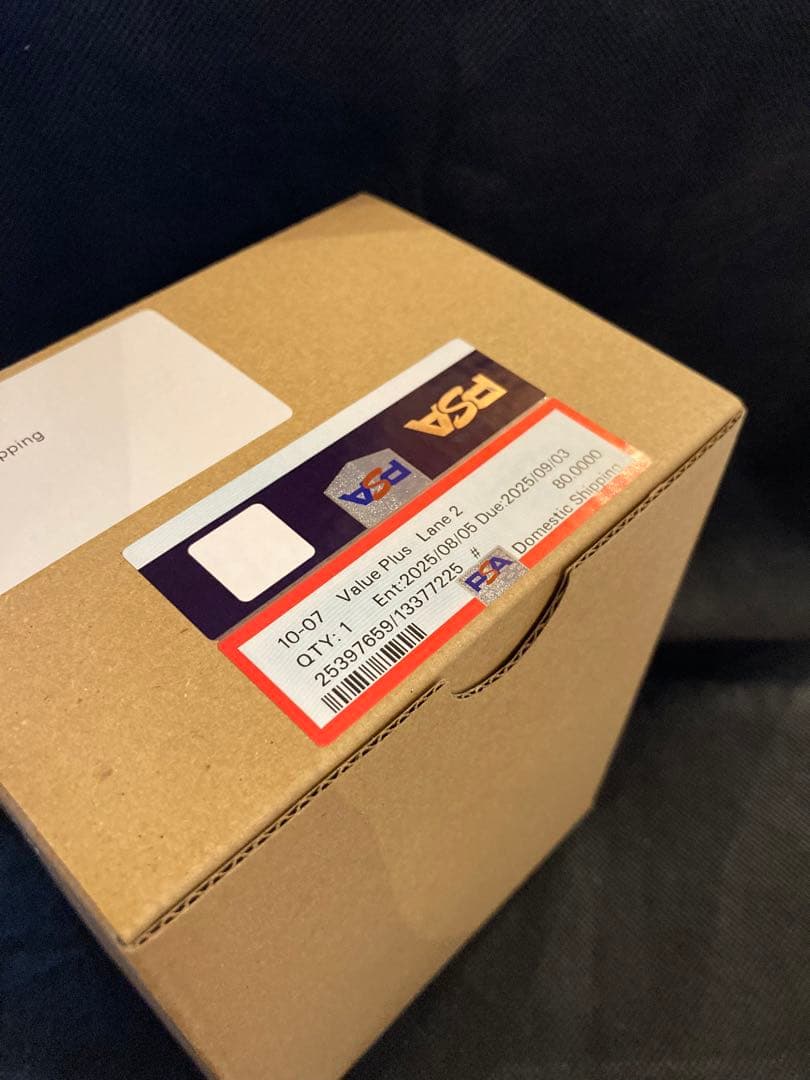 pping
PSA
PSA
10-07 Value Plus Lane 2
QTY: 1 Ent:2025/08/05 Due:2025/09/03
25397659/13377225 # 80.0000
PSA Domestic Shipping